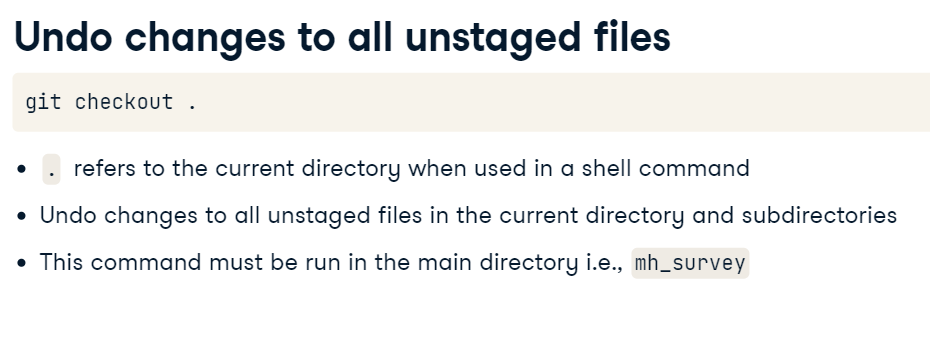 Undo changes to all unstaged files
git checkout .
• . refers to the current directory when used in a shell command
• Undo changes to all unstaged files in the current directory and subdirectories
• This command must be run in the main directory i.e., mh_survey